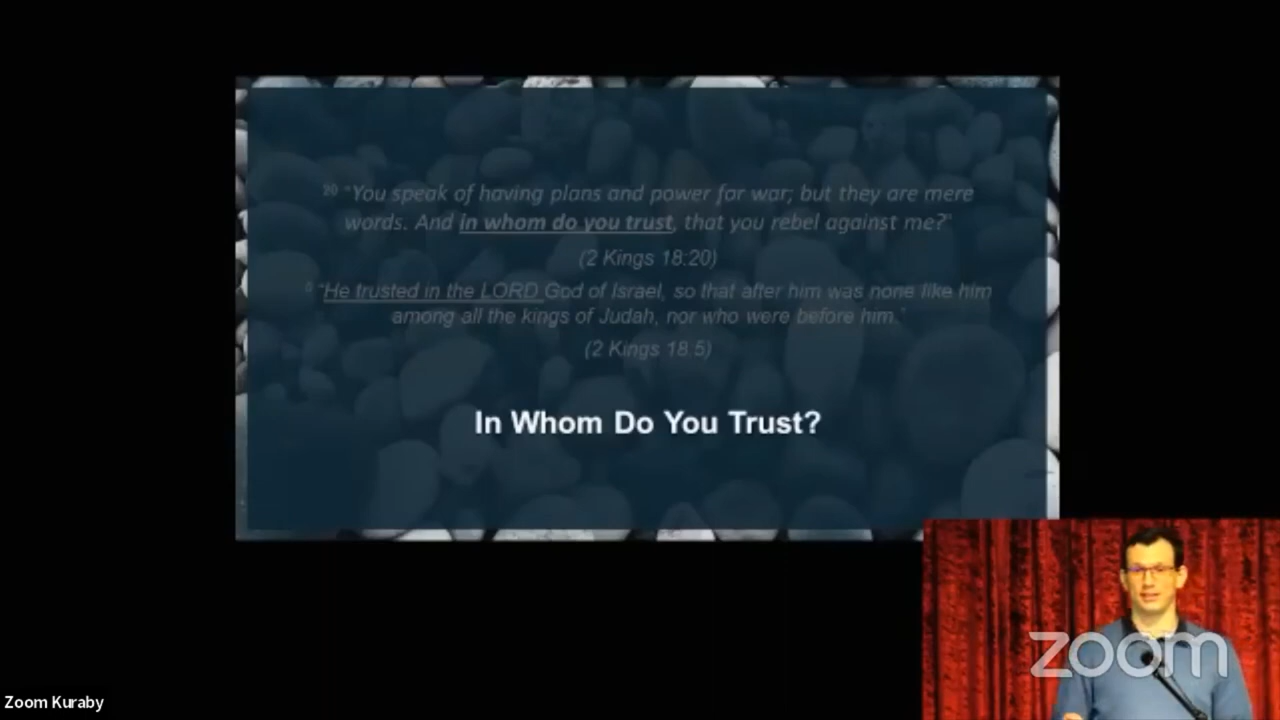 20 "You speak of having plans and power for war; but they are mere
words. And in whom do you trust, that you rebel against me?"
(2 Kings 18:20)
5 "He trusted in the LORD God of Israel, so that after him was none like him
among all the kings of Judah, nor who were before him."
(2 Kings 18:5)
In Whom Do You Trust?
zoom
Zoom Kuraby